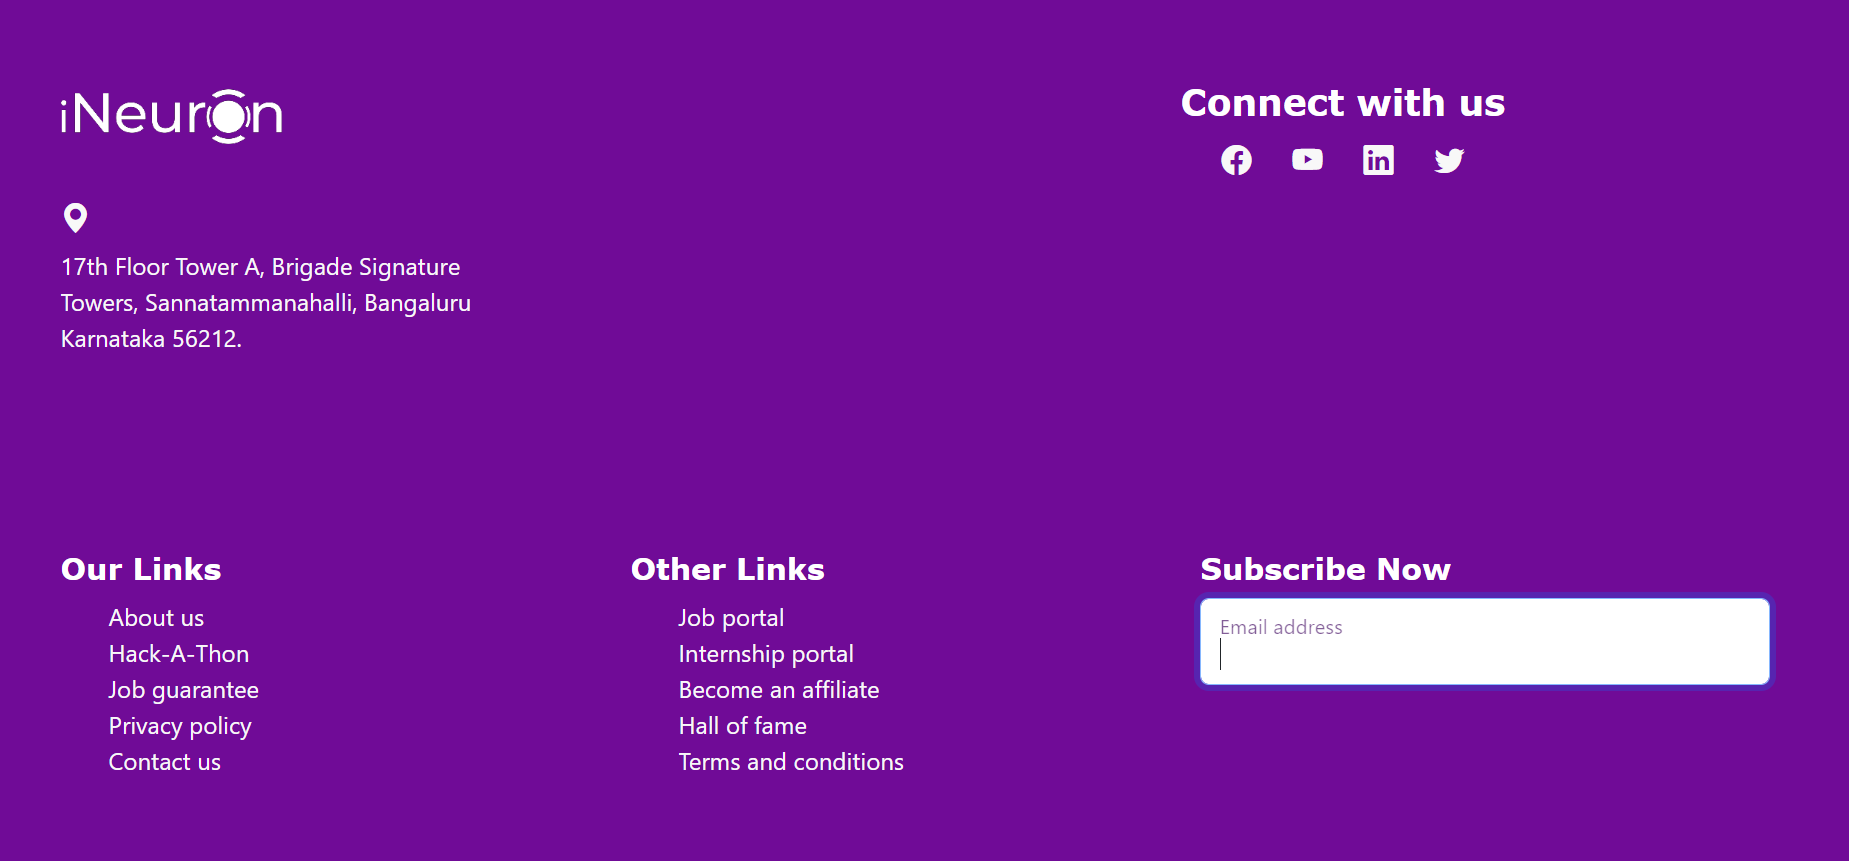 iNeuron
Connect with us
17th Floor Tower A, Brigade Signature
Towers, Sannatammanahalli, Bangaluru
Karnataka 56212.
Our Links
About us
Hack-A-Thon
Job guarantee
Privacy policy
Contact us
Other Links
Job portal
Internship portal
Become an affiliate
Hall of fame
Terms and conditions
Subscribe Now
Email address